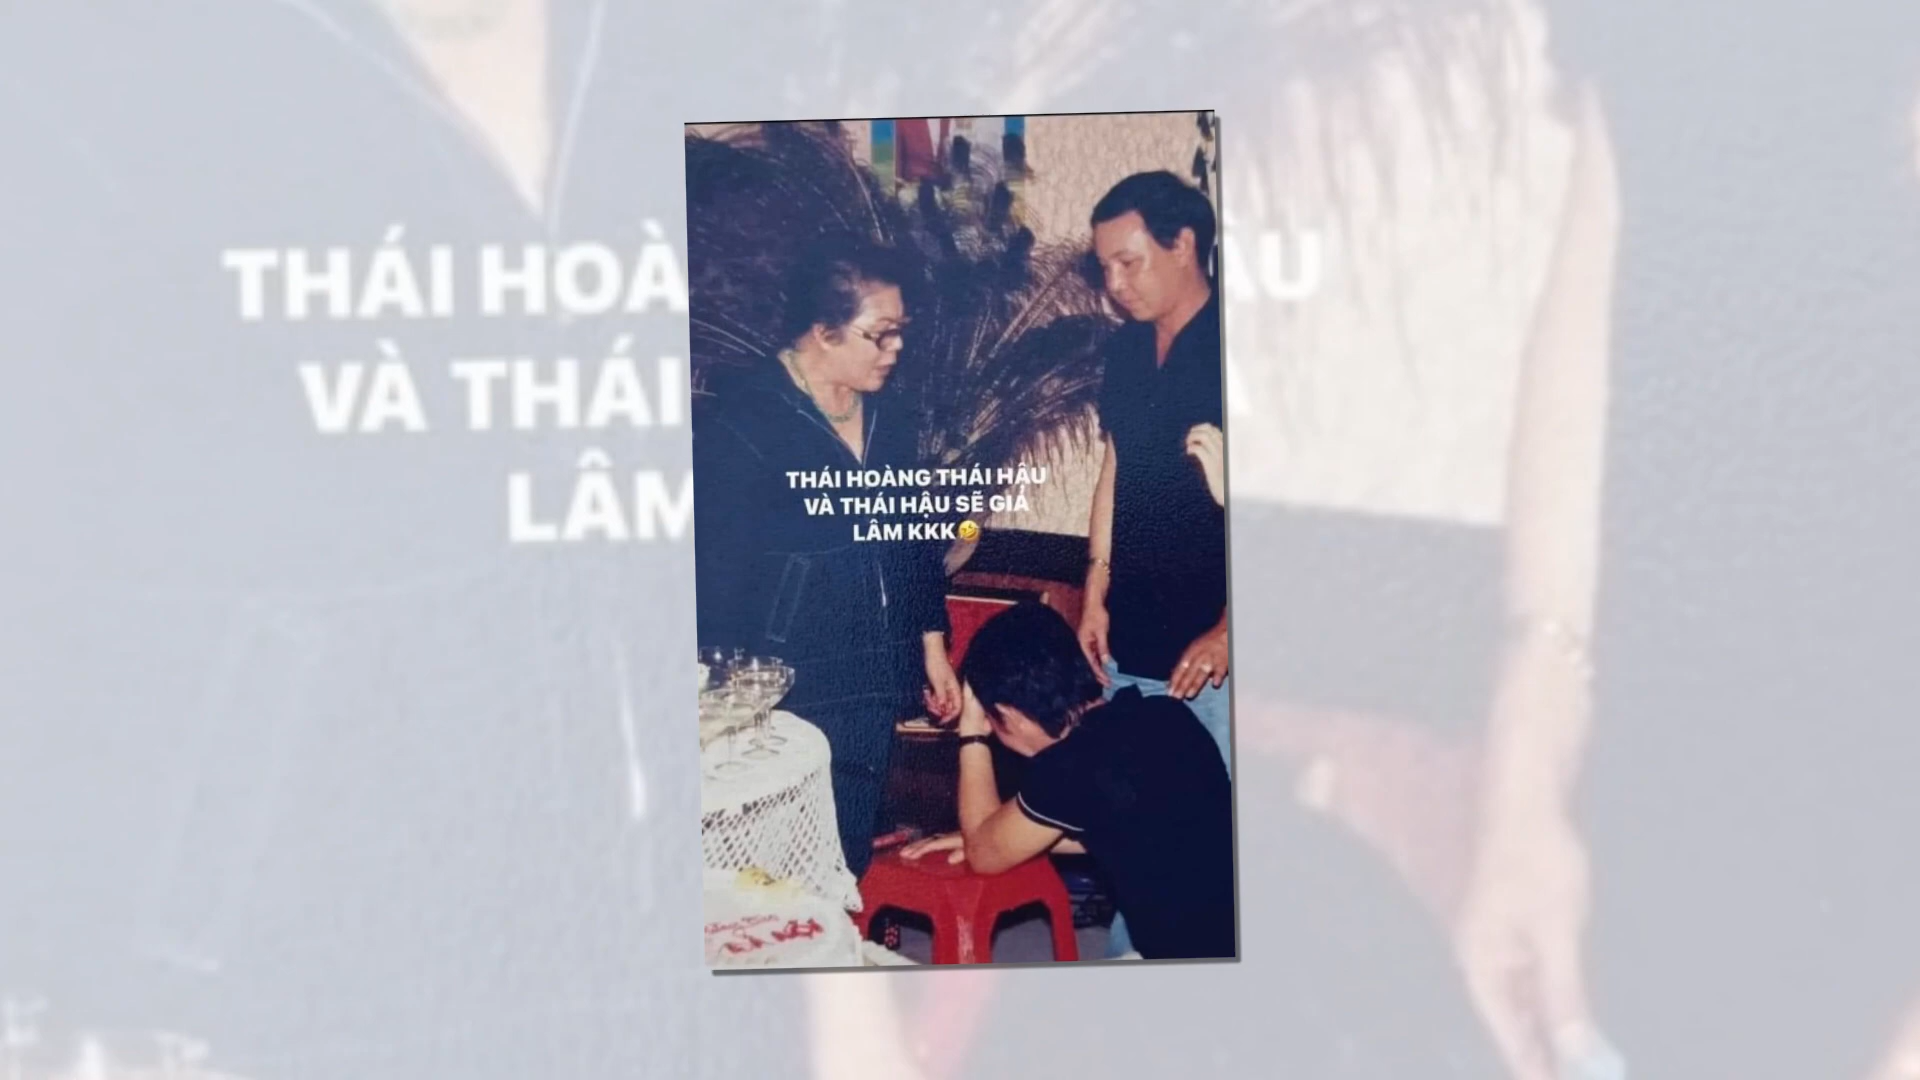 THÁI HOÀNG THÁI HẬU
VÀ THÁI HẬU SẼ GIÁ
LÂM KKK🤣